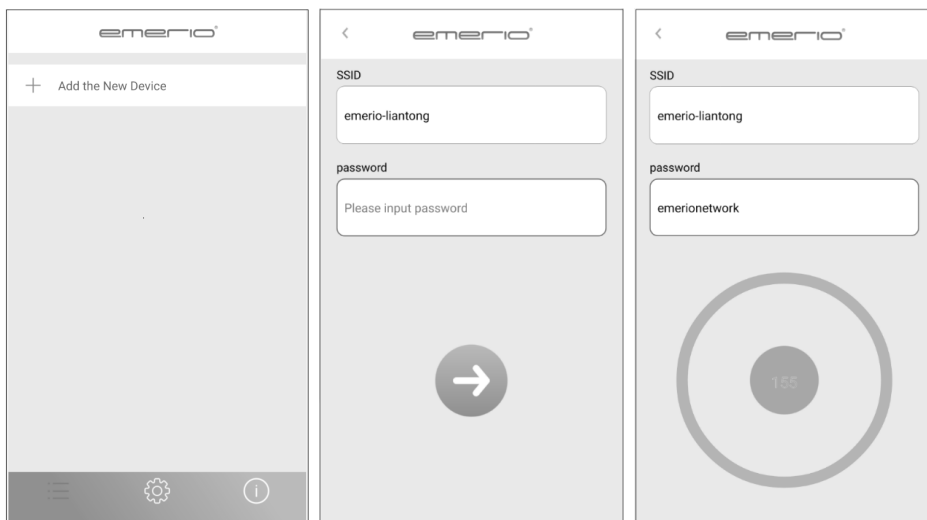 emerio®
+ Add the New Device
emerio®
SSID
emerio-liantong
password
Please input password
emerio®
SSID
emerio-liantong
password
emerionetwork
155